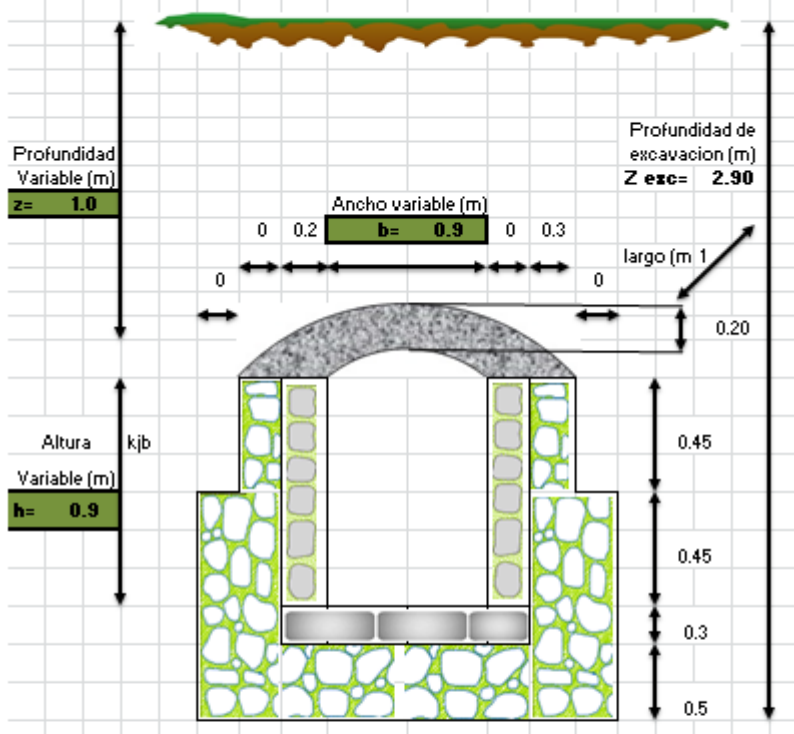 Profundidad de
excavacion (m)
Z exc= 2.90
Profundidad
Variable (m)
z= 1.0
Ancho variable (m)
0 0.2 b= 0.9 0 0.3
largo (m 1
0 0
0.20
Altura kjb
0.45
Variable (m)
h= 0.9
0.45
0.3
0.5